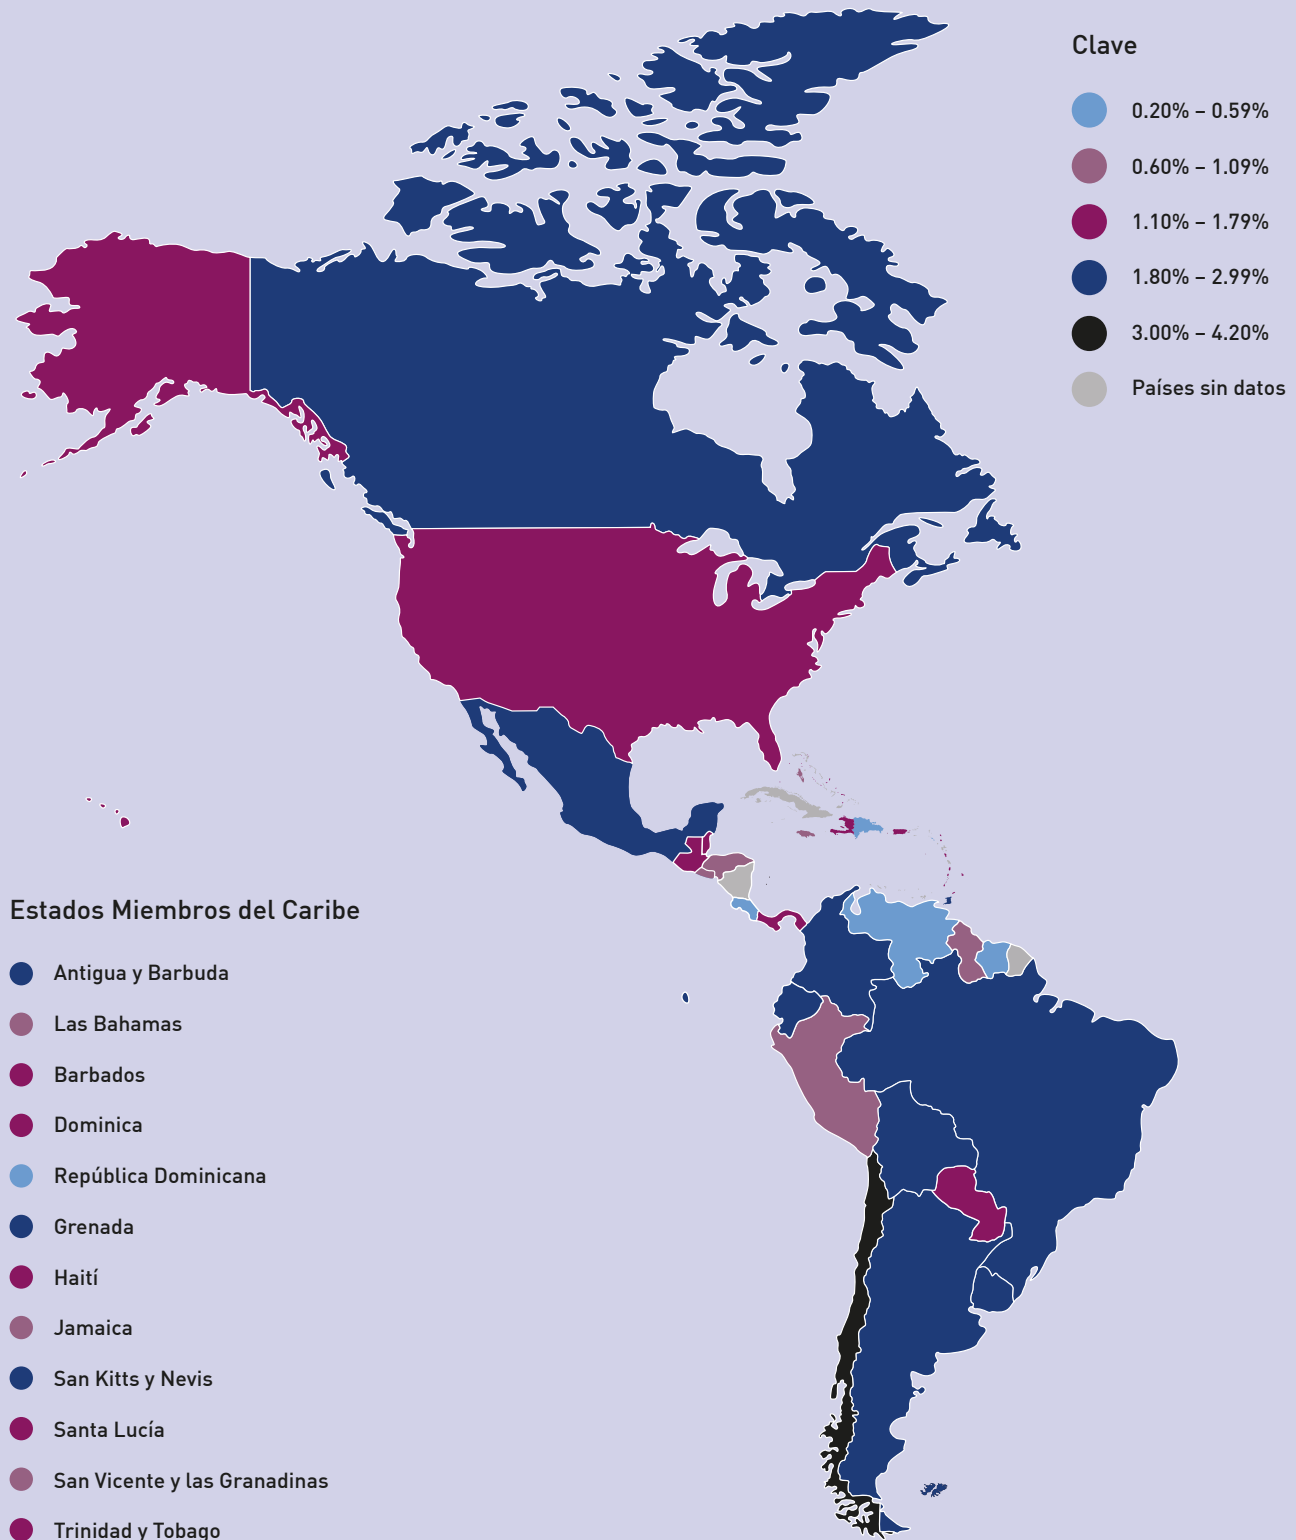 Clave
0.20% – 0.59%
0.60% – 1.09%
1.10% – 1.79%
1.80% – 2.99%
3.00% – 4.20%
Países sin datos
Estados Miembros del Caribe
Antigua y Barbuda
Las Bahamas
Barbados
Dominica
República Dominicana
Grenada
Haití
Jamaica
San Kitts y Nevis
Santa Lucía
San Vicente y las Granadinas
Trinidad y Tobago